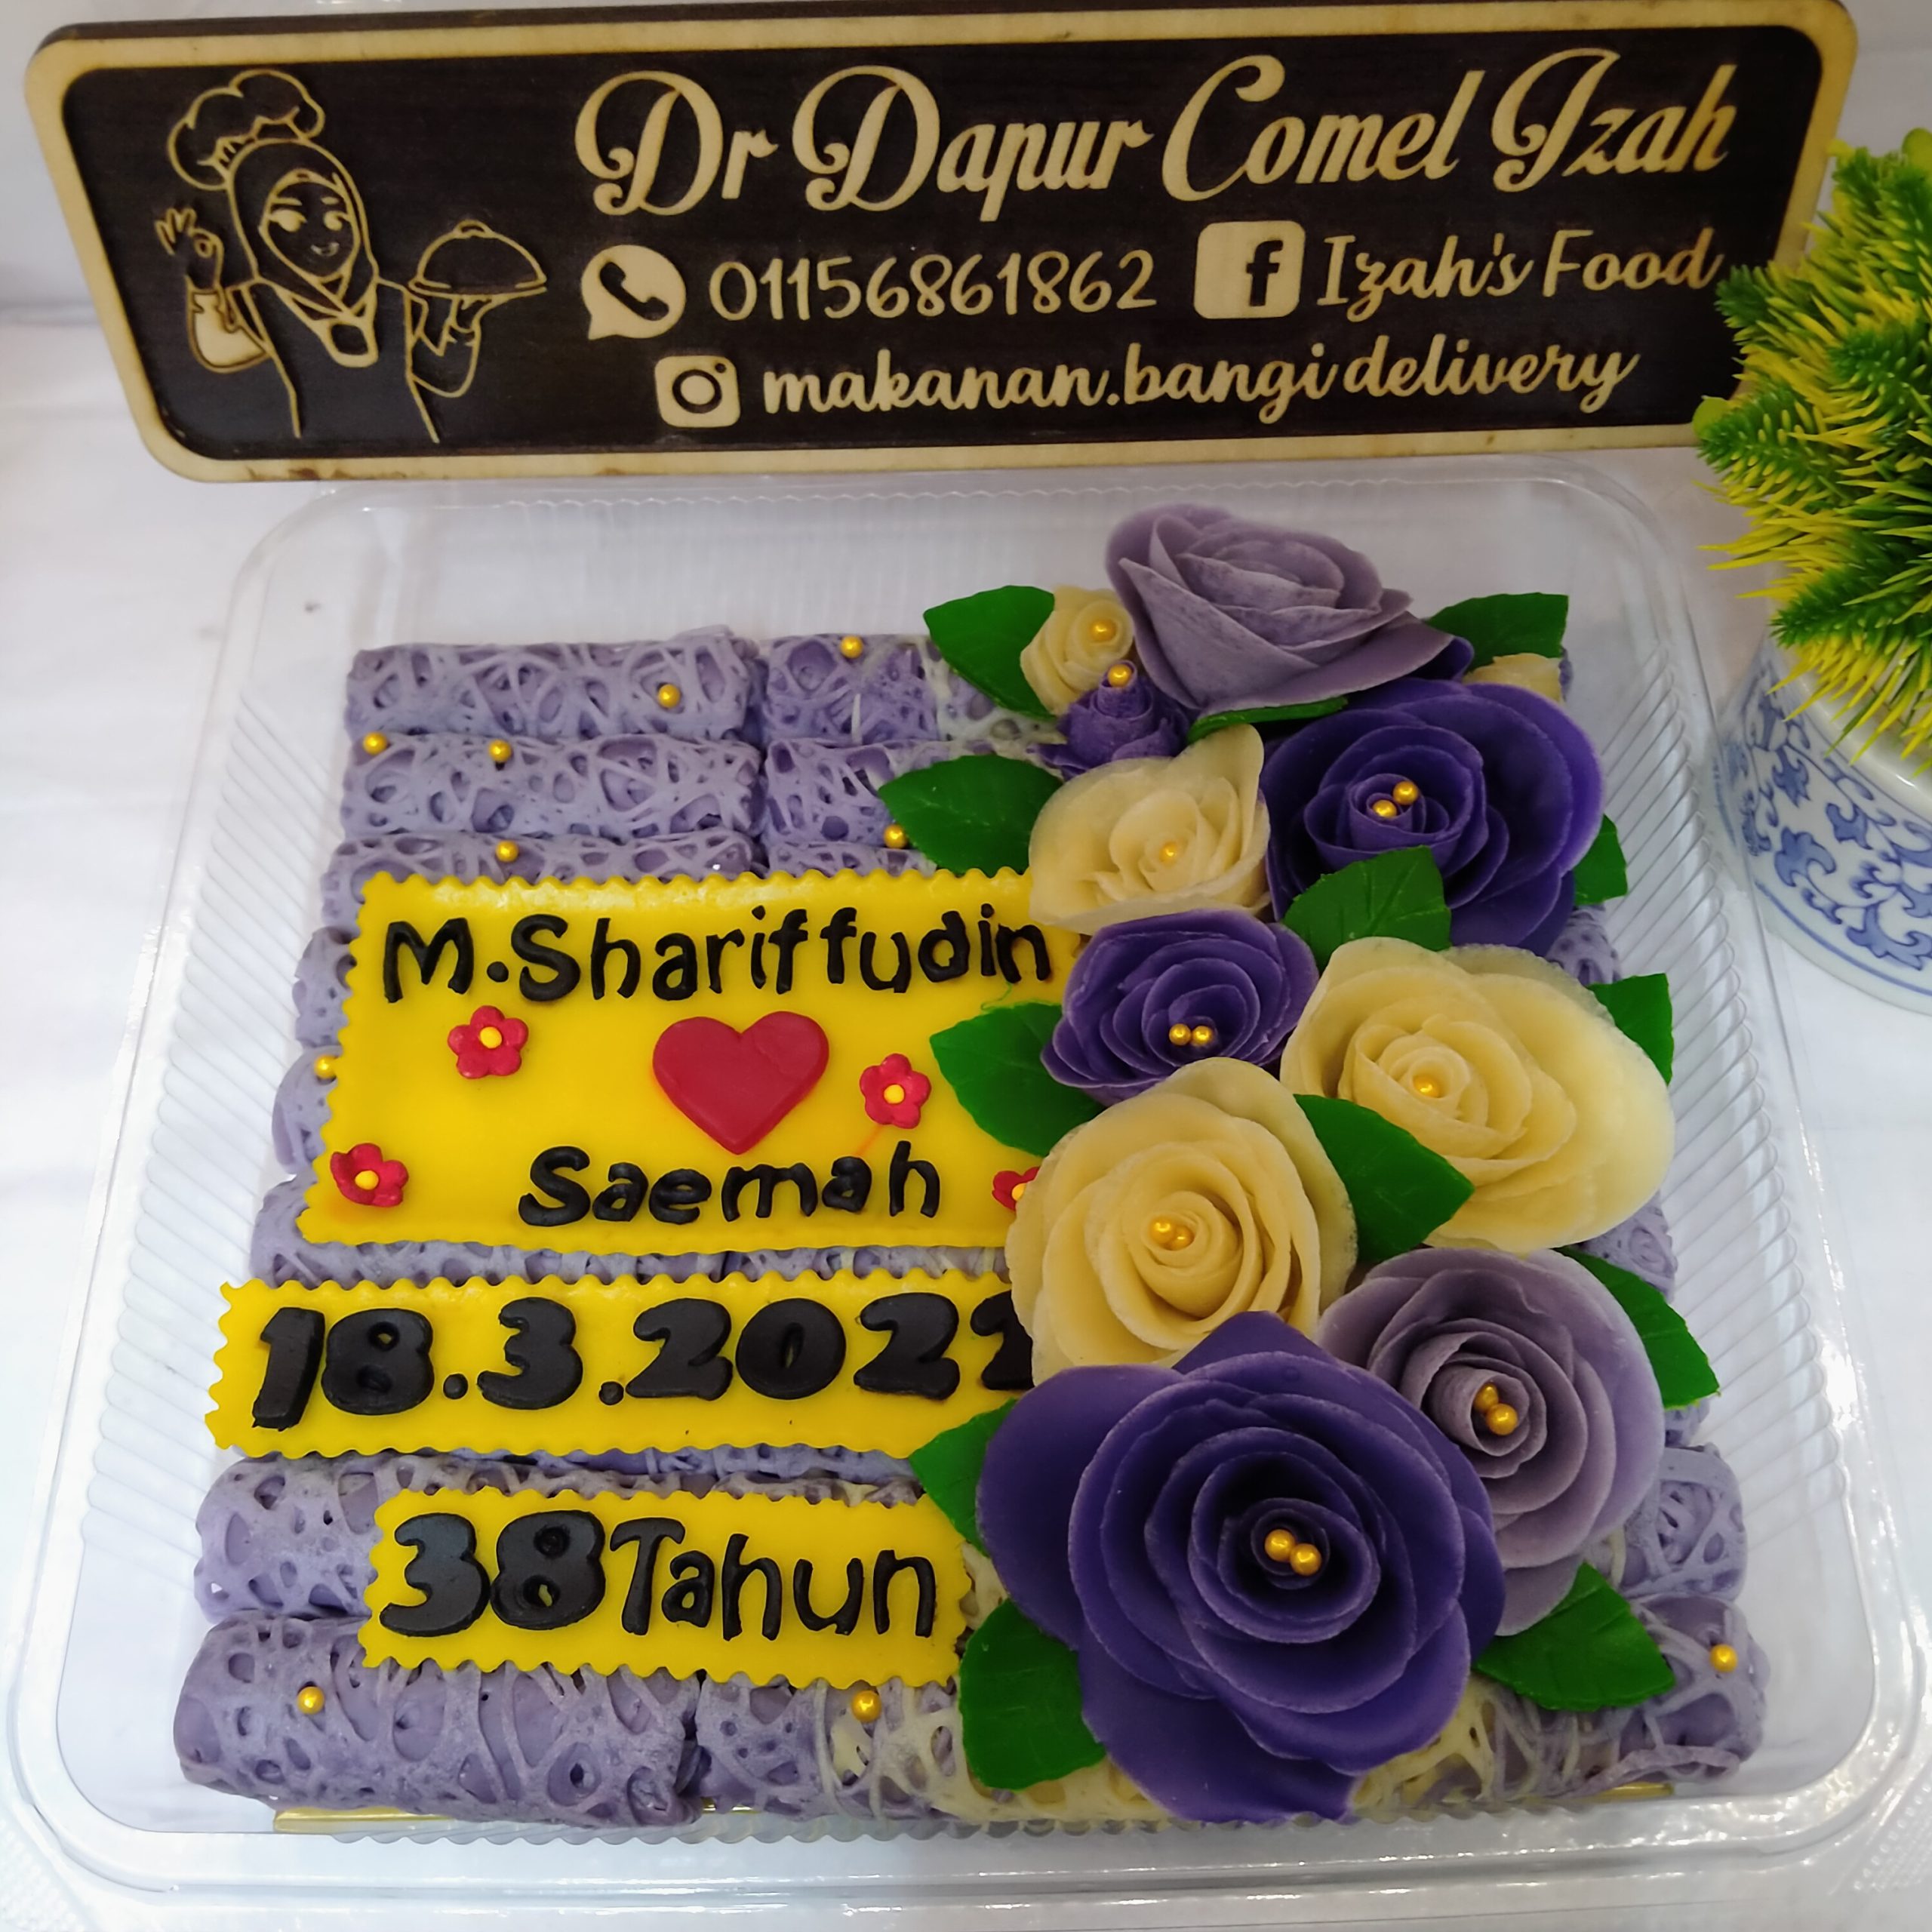 Dr Dapur Comel Izah
01156861862 Izah's Food
makanan.bangi delivery
M.Shariffudin
Saemah
18.3.2022
38Tahun